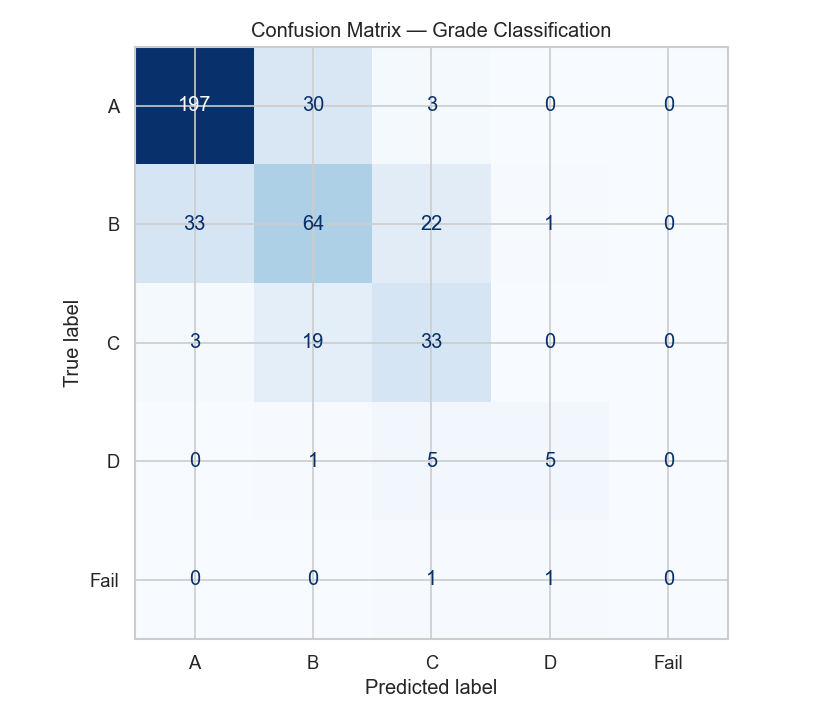 Confusion Matrix — Grade Classification
A 197 30 3 0 0
B 33 64 22 1 0
C 3 19 33 0 0
D 0 1 5 5 0
Fail 0 0 1 1 0
A B C D Fail
Predicted label
True label